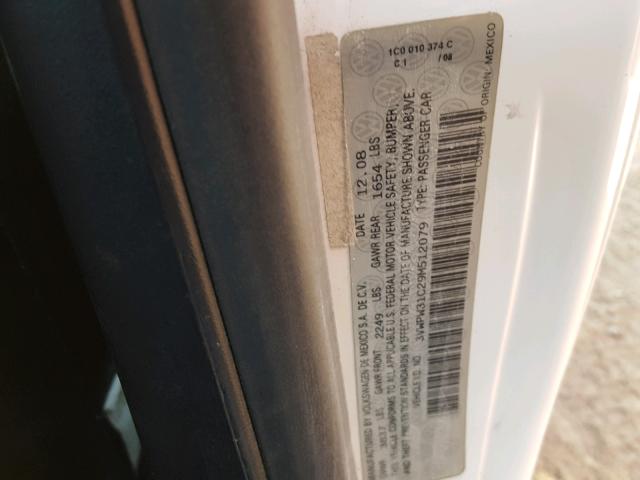 1C0 010 374 C
C 1 / 08
MANUFACTURED BY VOLKSWAGEN DE MEXICO S.A. DE C.V. DATE 12.08
GVWR LBS GAWR FRONT 2249 LBS GAWR REAR 1654 LBS
THIS VEHICLE CONFORMS TO ALL APPLICABLE U.S. FEDERAL MOTOR VEHICLE SAFETY, BUMPER,
AND THEFT PREVENTION STANDARDS IN EFFECT ON THE DATE OF MANUFACTURE SHOWN ABOVE.
VEHICLE I.D. NO. 3VWPW31C29M512079 TYPE: PASSENGER CAR
COUNTRY OF ORIGIN: MEXICO